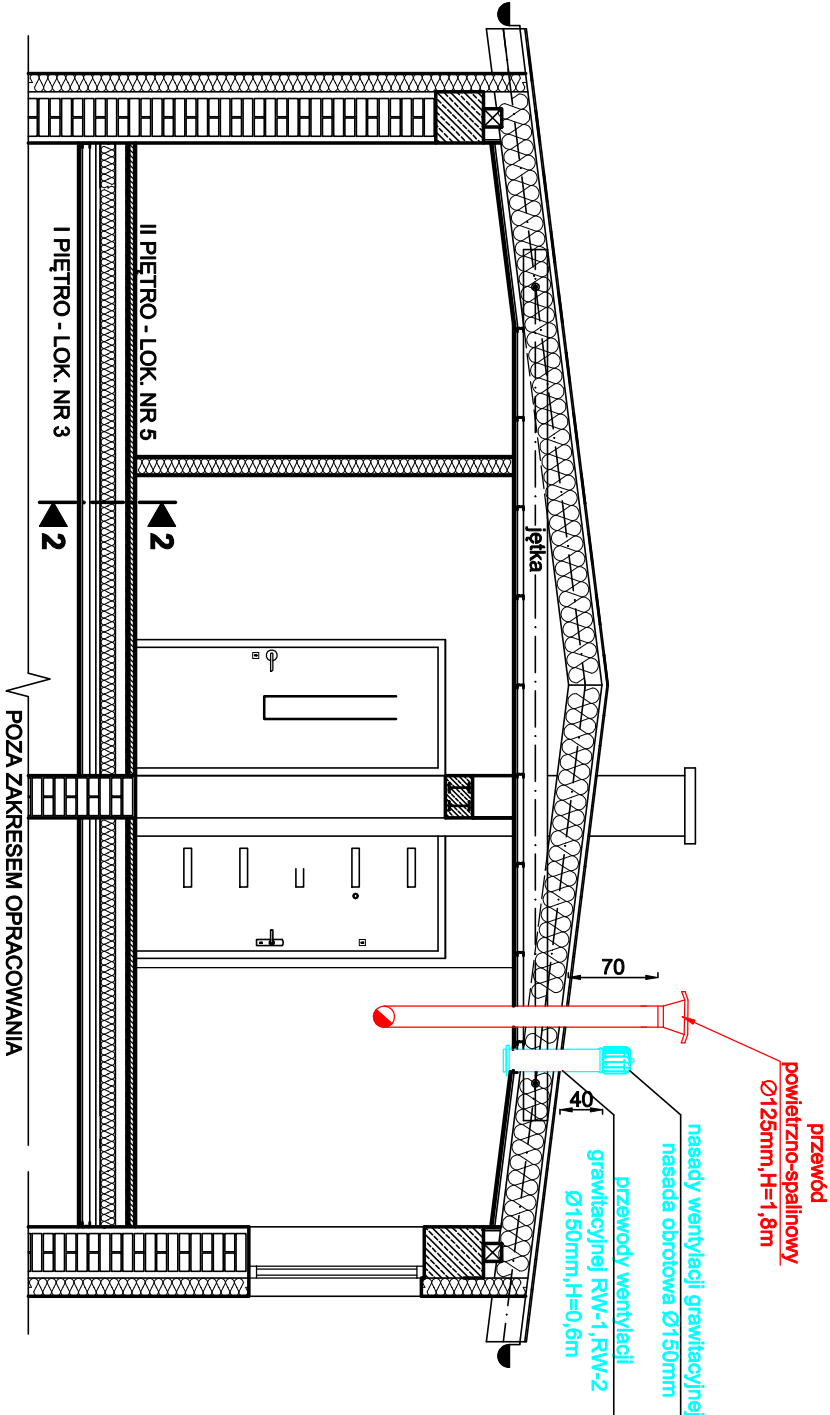 przewód
powietrzno-spalinowy
Ø125mm,H=1,8m
nasady wentylacji grawitacyjnej
nasada obrotowa Ø150mm
przewody wentylacji
grawitacyjnej RW-1,RW-2
Ø150mm,H=0,6m
70
40
jętka
II PIĘTRO - LOK. NR 5
I PIĘTRO - LOK. NR 3
2
2
POZA ZAKRESEM OPRACOWANIA